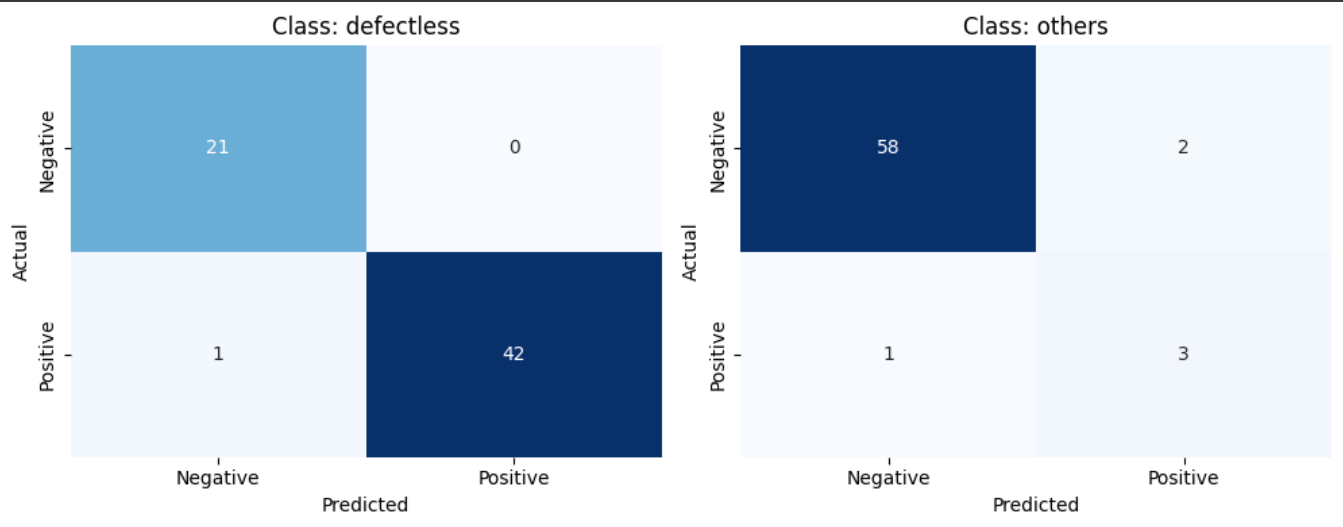 Class: defectless
Negative
21
0
Actual
Positive
1
42
Negative
Positive
Predicted
Class: others
Negative
58
2
Actual
Positive
1
3
Negative
Positive
Predicted